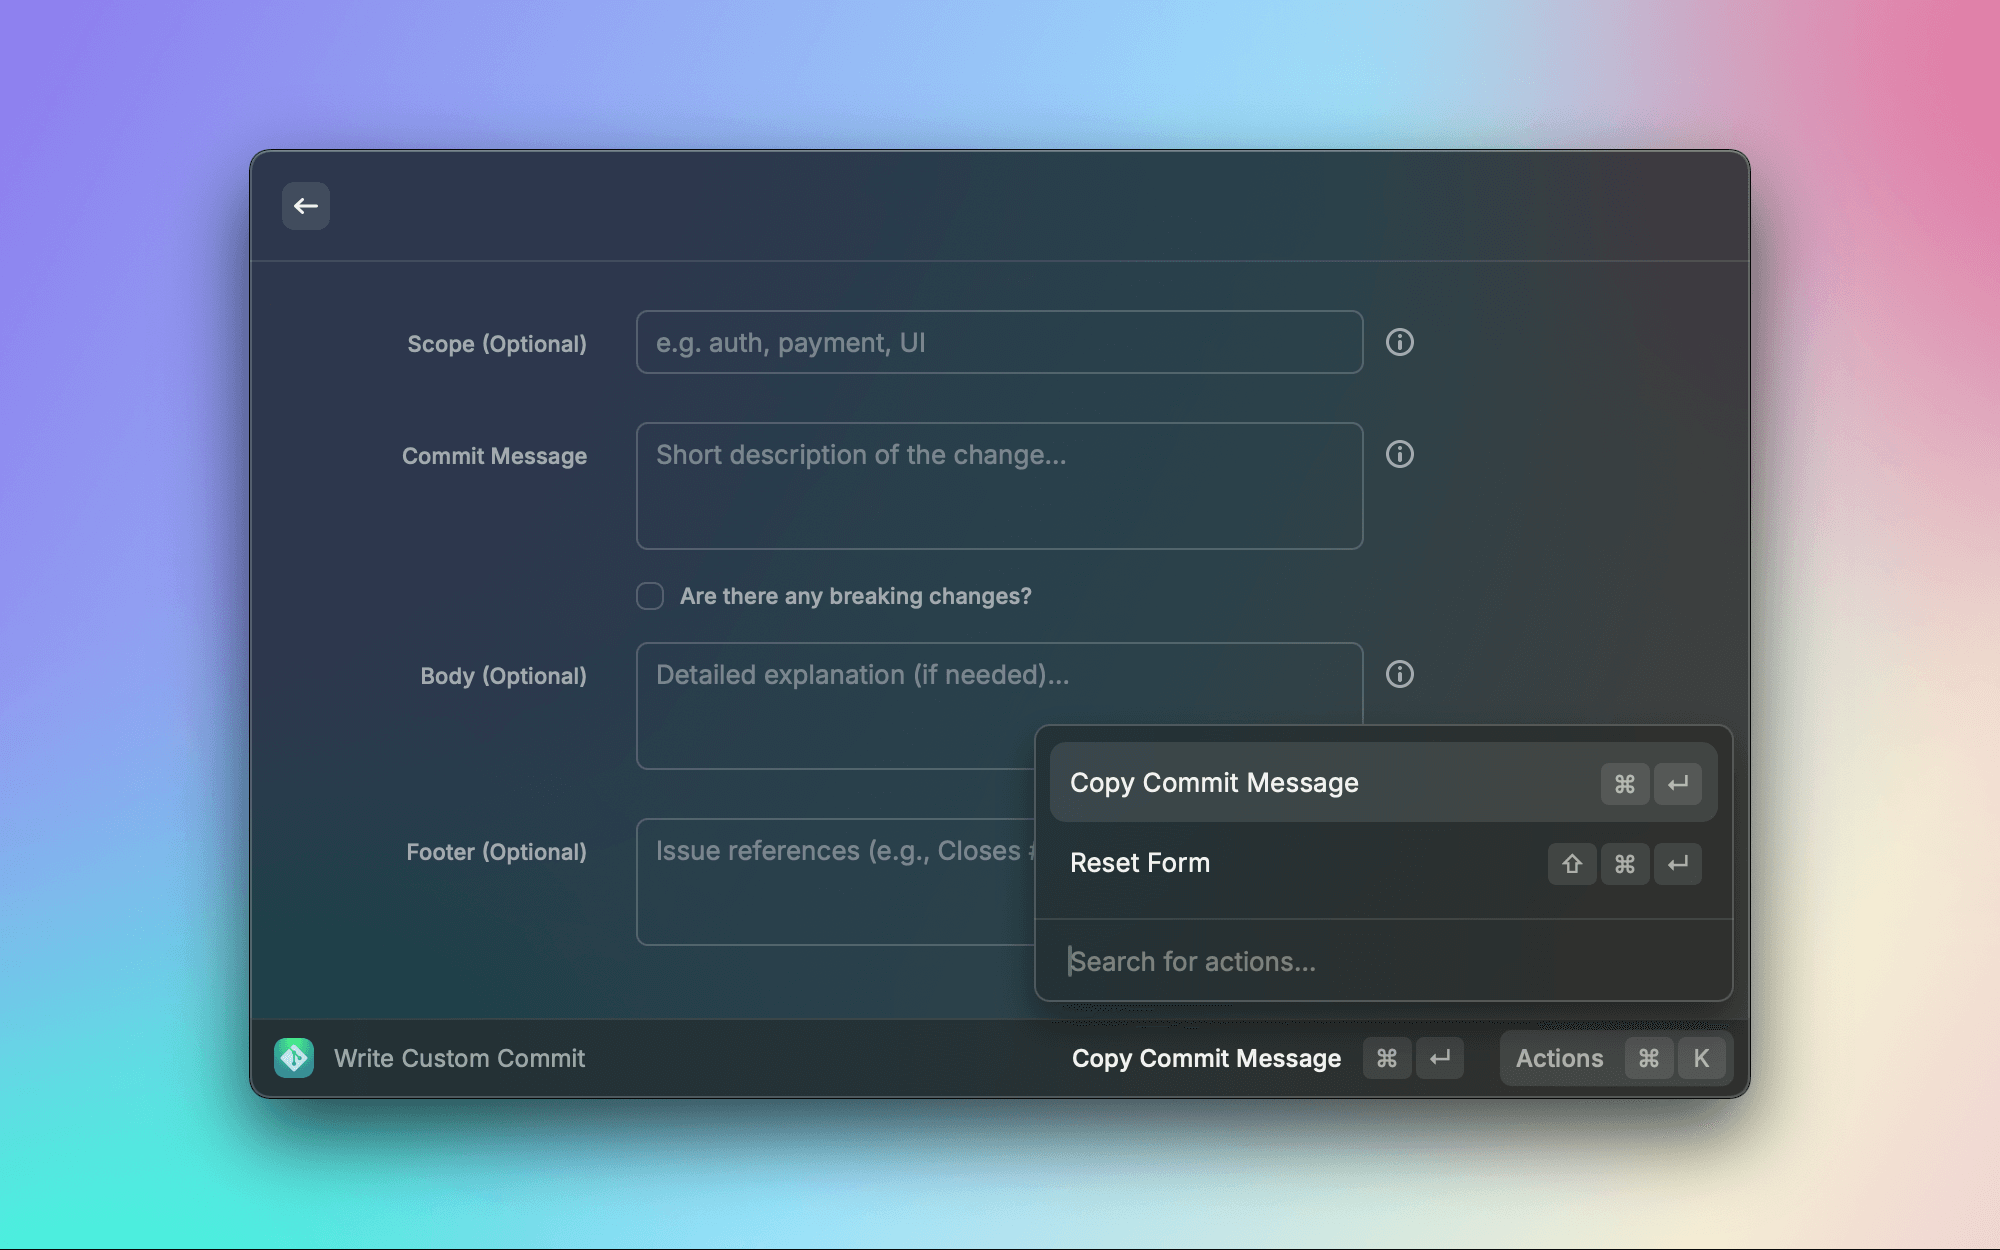 Scope (Optional)
e.g. auth, payment, UI
Commit Message
Short description of the change...
Are there any breaking changes?
Body (Optional)
Detailed explanation (if needed)...
Footer (Optional)
Issue references (e.g., Closes #
Copy Commit Message ⌘ ↵
Reset Form ⇧ ⌘ ↵
Search for actions...
Write Custom Commit
Copy Commit Message ⌘ ↵
Actions ⌘ K